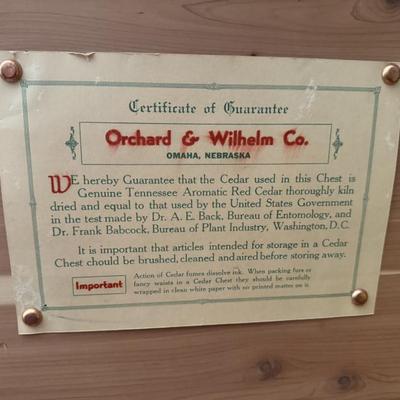 Certificate of Guarantee
Orchard & Wilhelm Co.
OMAHA, NEBRASKA
WE hereby Guarantee that the Cedar used in this Chest is
Genuine Tennessee Aromatic Red Cedar thoroughly kiln
dried and equal to that used by the United States Government
in the test made by Dr. A. E. Back, Bureau of Entomology, and
Dr. Frank Babcock, Bureau of Plant Industry, Washington, D. C.
It is important that articles intended for storage in a Cedar
Chest chould be brushed, cleaned and aired before storing away.
Important
Action of Cedar fumes dissolve ink. When packing furs or
fancy waists in a Cedar Chest they should be carefully
wrapped in clean white paper with no printed matter on it.